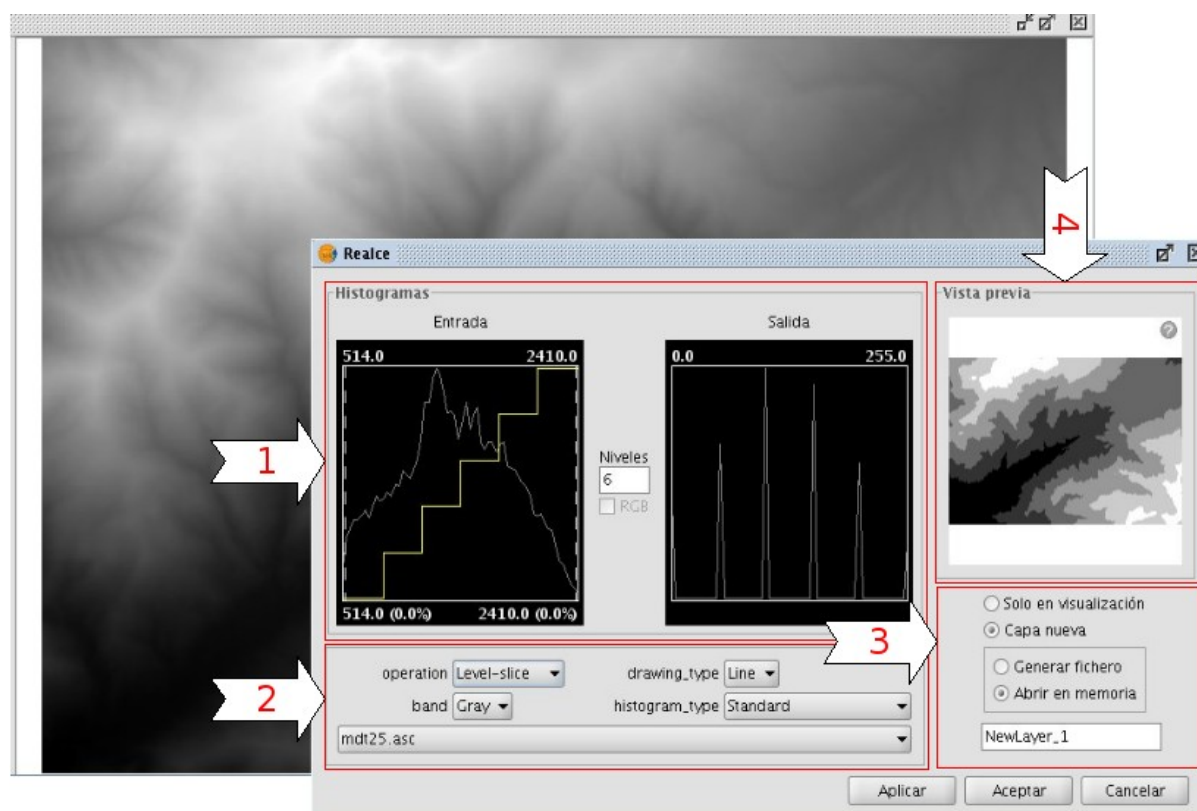 4
Realce
Histogramas
Vista previa
Entrada
Salida
514.0 2410.0
0.0 255.0
?
1
Niveles
6
RGB
514.0 (0.0%) 2410.0 (0.0%)
3
Solo en visualización
Capa nueva
Generar fichero
Abrir en memoria
NewLayer_1
2
operation Level-slice
drawing_type Line
band Gray
histogram_type Standard
mdt25.asc
Aplicar
Aceptar
Cancelar